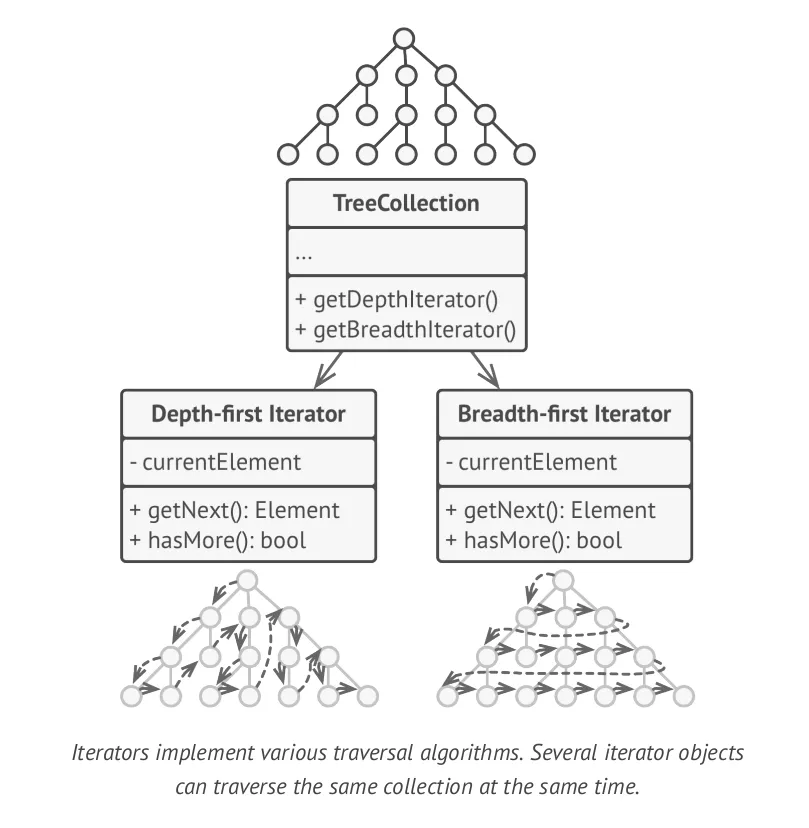 TreeCollection
...
+ getDepthIterator()
+ getBreadthIterator()
Depth-first Iterator
- currentElement
+ getNext(): Element
+ hasMore(): bool
Breadth-first Iterator
- currentElement
+ getNext(): Element
+ hasMore(): bool
Iterators implement various traversal algorithms. Several iterator objects
can traverse the same collection at the same time.